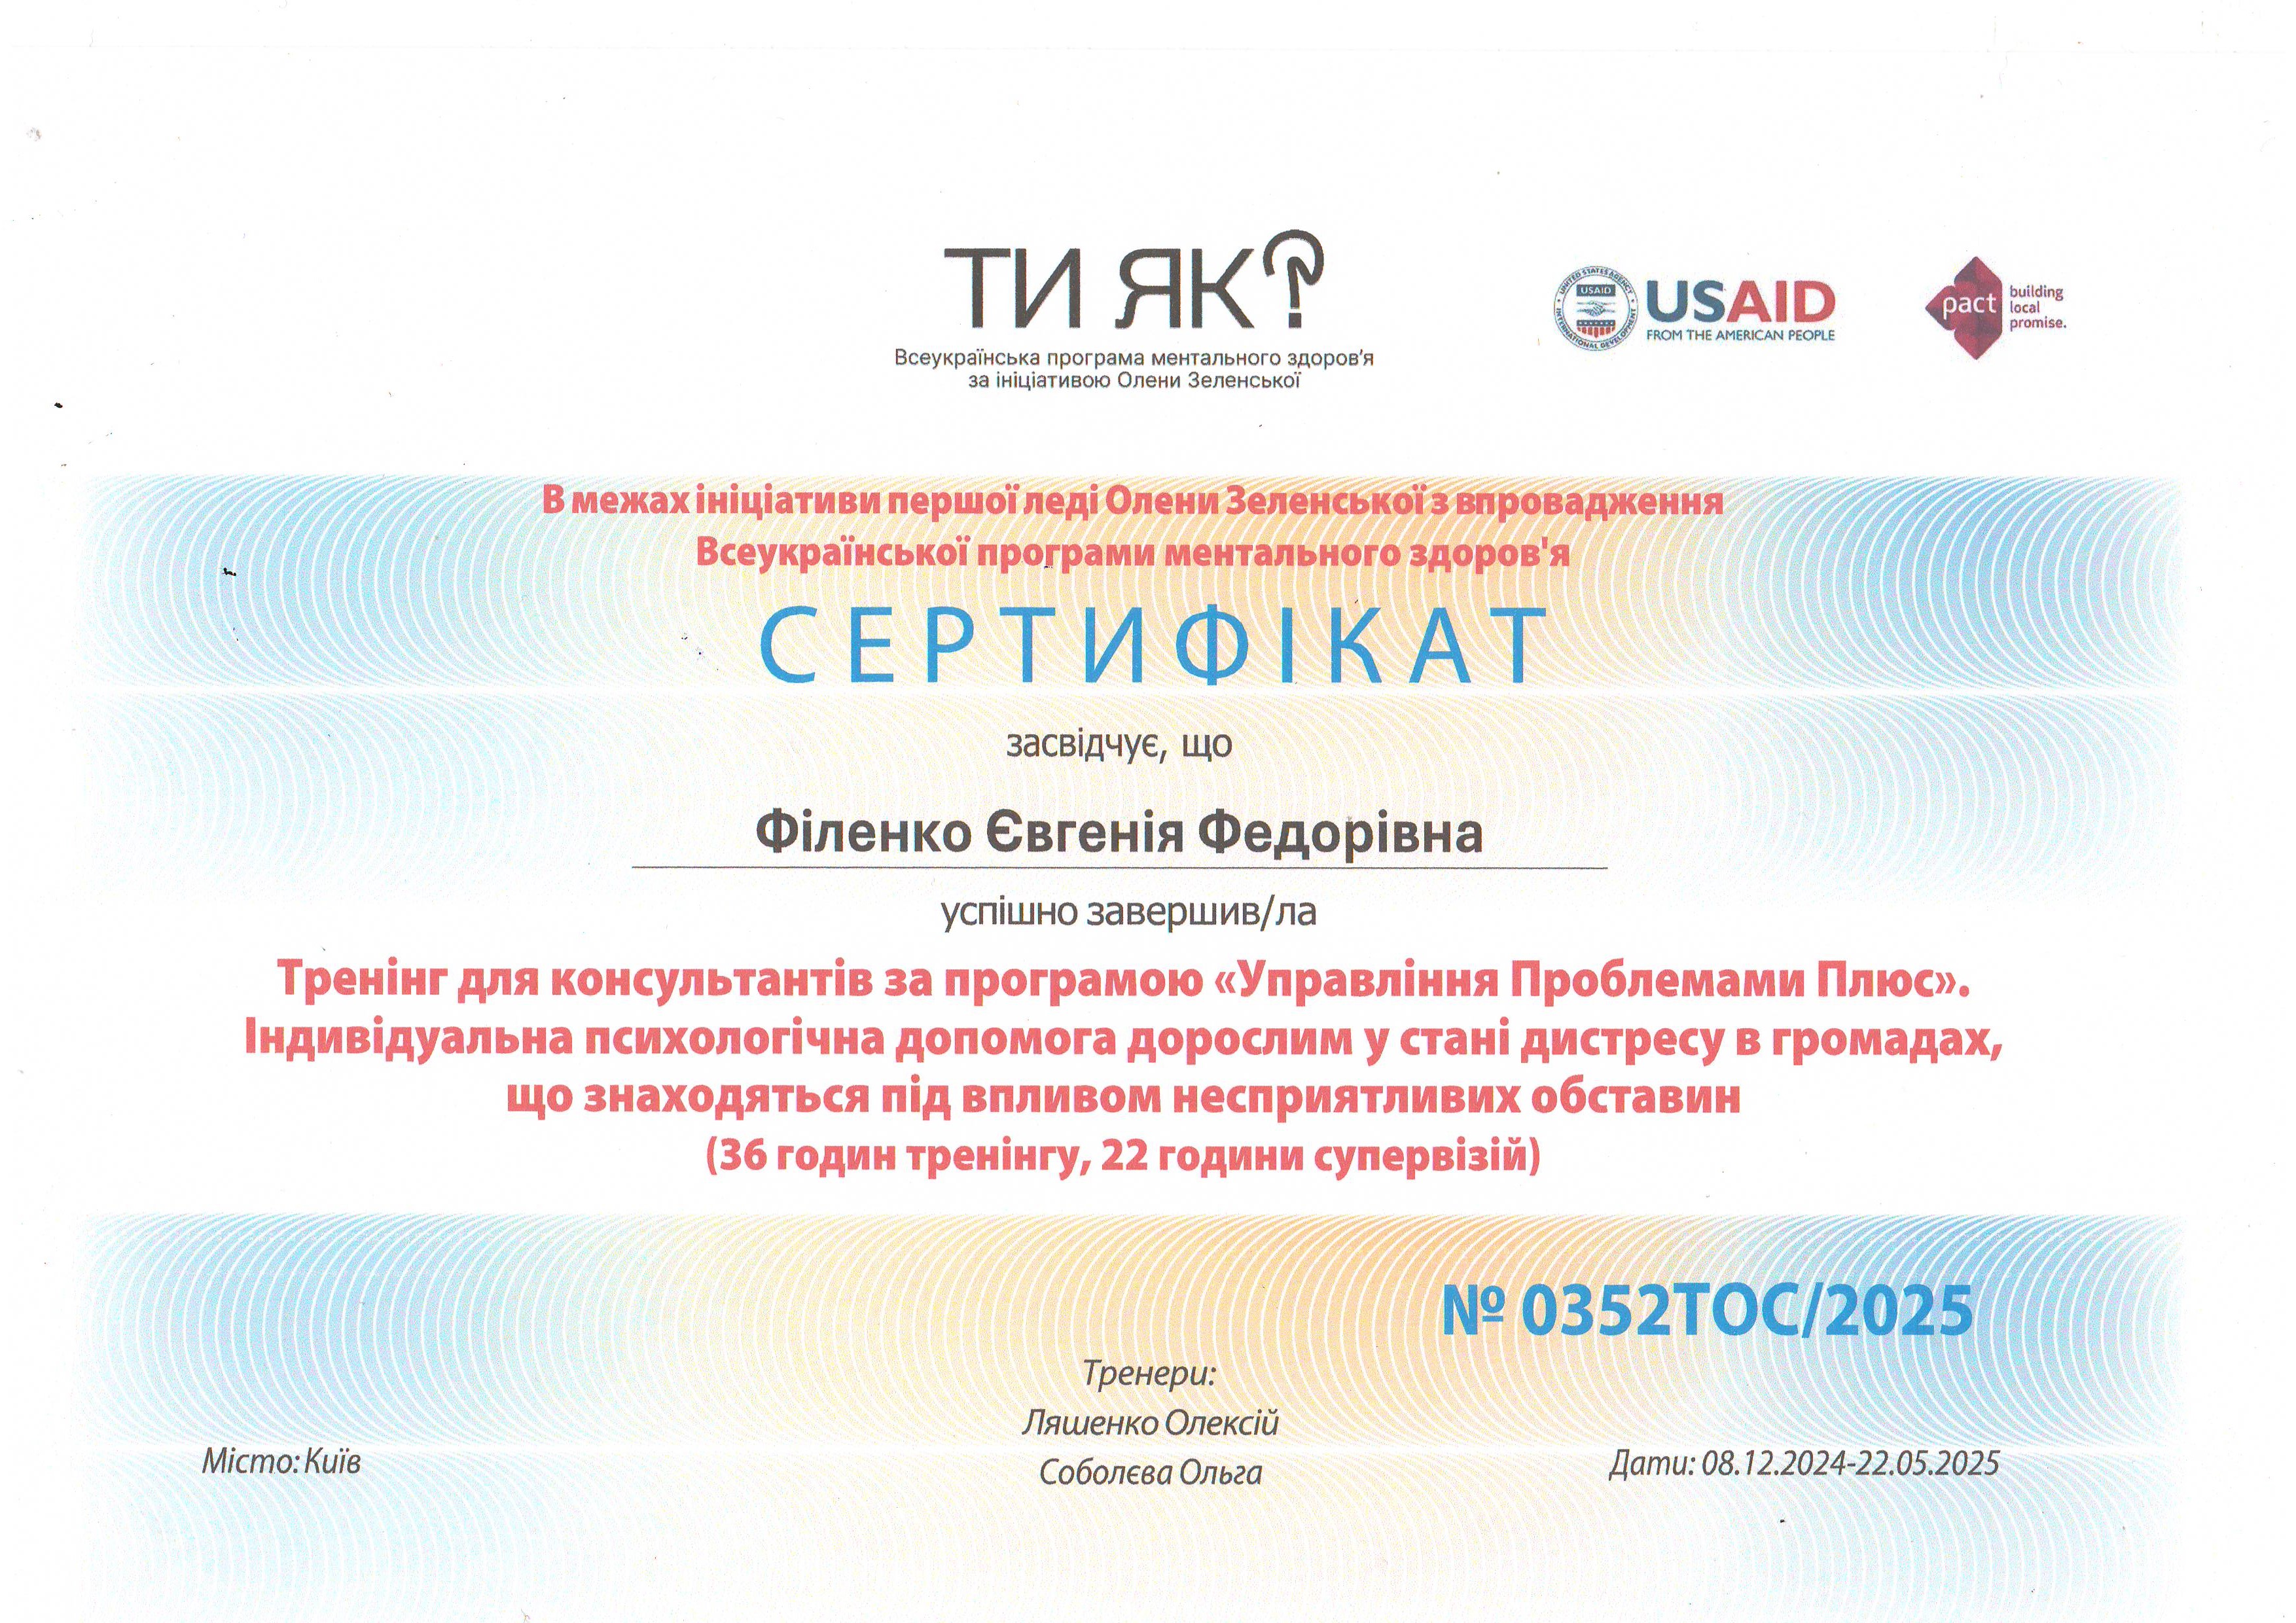 ТИ ЯК?
Всеукраїнська програма ментального здоров'я
за ініціативою Олени Зеленської
UNITED STATES AGENCY
INTERNATIONAL DEVELOPMENT
USAID
USAID
FROM THE AMERICAN PEOPLE
pact
building
local
promise.
В межах ініціативи першої леді Олени Зеленської з впровадження
Всеукраїнської програми ментального здоров'я
СЕРТИФІКАТ
засвідчує, що
Філенко Євгенія Федорівна
успішно завершив/ла
Тренінг для консультантів за програмою «Управління Проблемами Плюс».
Індивідуальна психологічна допомога дорослим у стані дистресу в громадах,
що знаходяться під впливом несприятливих обставин
(36 годин тренінгу, 22 години супервізій)
№ 0352ТОС/2025
Тренери:
Ляшенко Олексій
Соболєва Ольга
Місто: Київ
Дати: 08.12.2024-22.05.2025